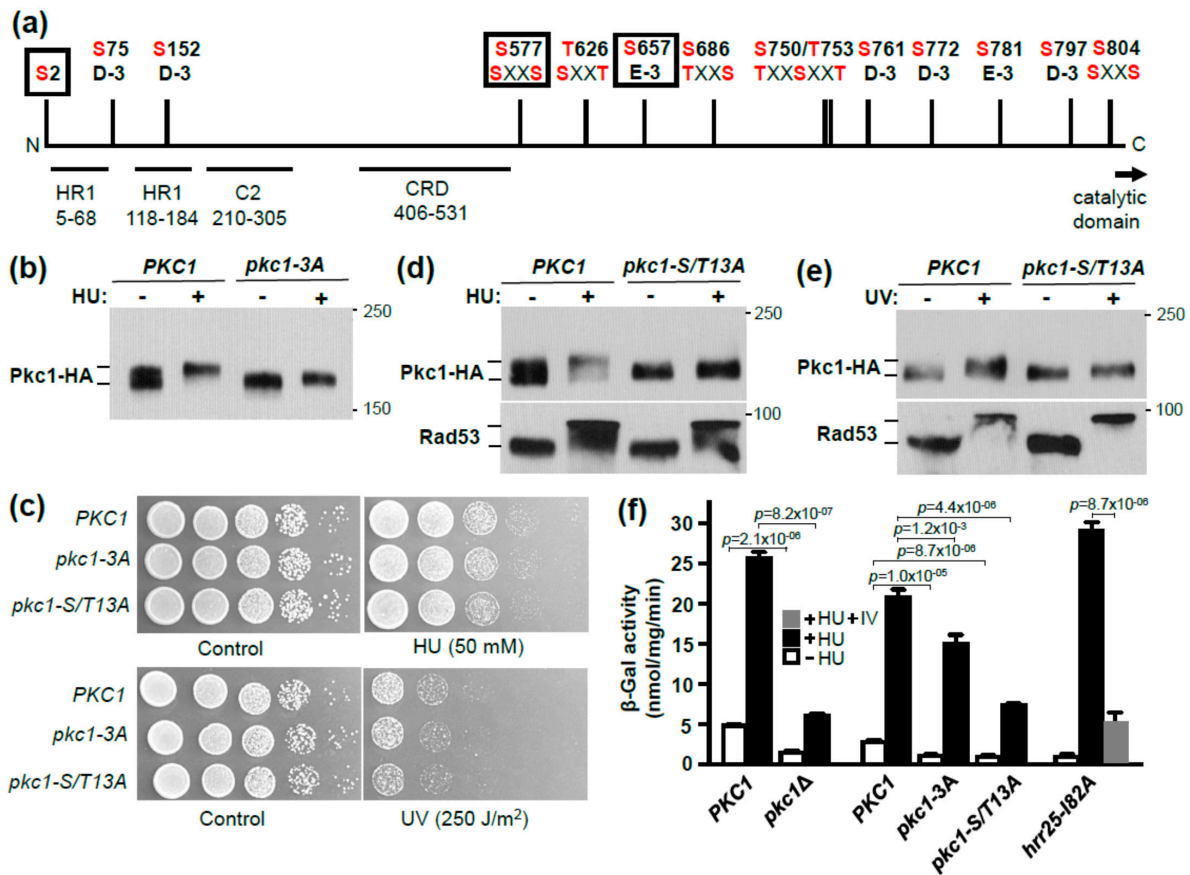 (a)
S2
S75
D-3
S152
D-3
S577
SXXS
T626
SXXT
S657
E-3
S686
TXXS
S750/T753
TXXSXXT
S761
D-3
S772
D-3
S781
E-3
S797
D-3
S804
SXXS
N
C
HR1
5-68
HR1
118-184
C2
210-305
CRD
406-531
catalytic
domain
(b)
PKC1 pkc1-3A
HU: - + - +
250
Pkc1-HA
150
(d)
PKC1 pkc1-S/T13A
HU: - + - +
250
Pkc1-HA
100
Rad53
(e)
PKC1 pkc1-S/T13A
UV: - + - +
250
Pkc1-HA
100
Rad53
(c)
PKC1
pkc1-3A
pkc1-S/T13A
Control HU (50 mM)
PKC1
pkc1-3A
pkc1-S/T13A
Control UV (250 J/m²)
(f)
β-Gal activity
(nmol/mg/min)
30
25
20
15
10
5
0
p=8.2x10-07
p=2.1x10-06
p=4.4x10-06
p=1.2x10-3
p=8.7x10-06
p=1.0x10-05
p=8.7x10-06
+HU+IV
+HU
-HU
PKC1
pkc1Δ
PKC1
pkc1-3A
pkc1-S/T13A
hrr25-I82A